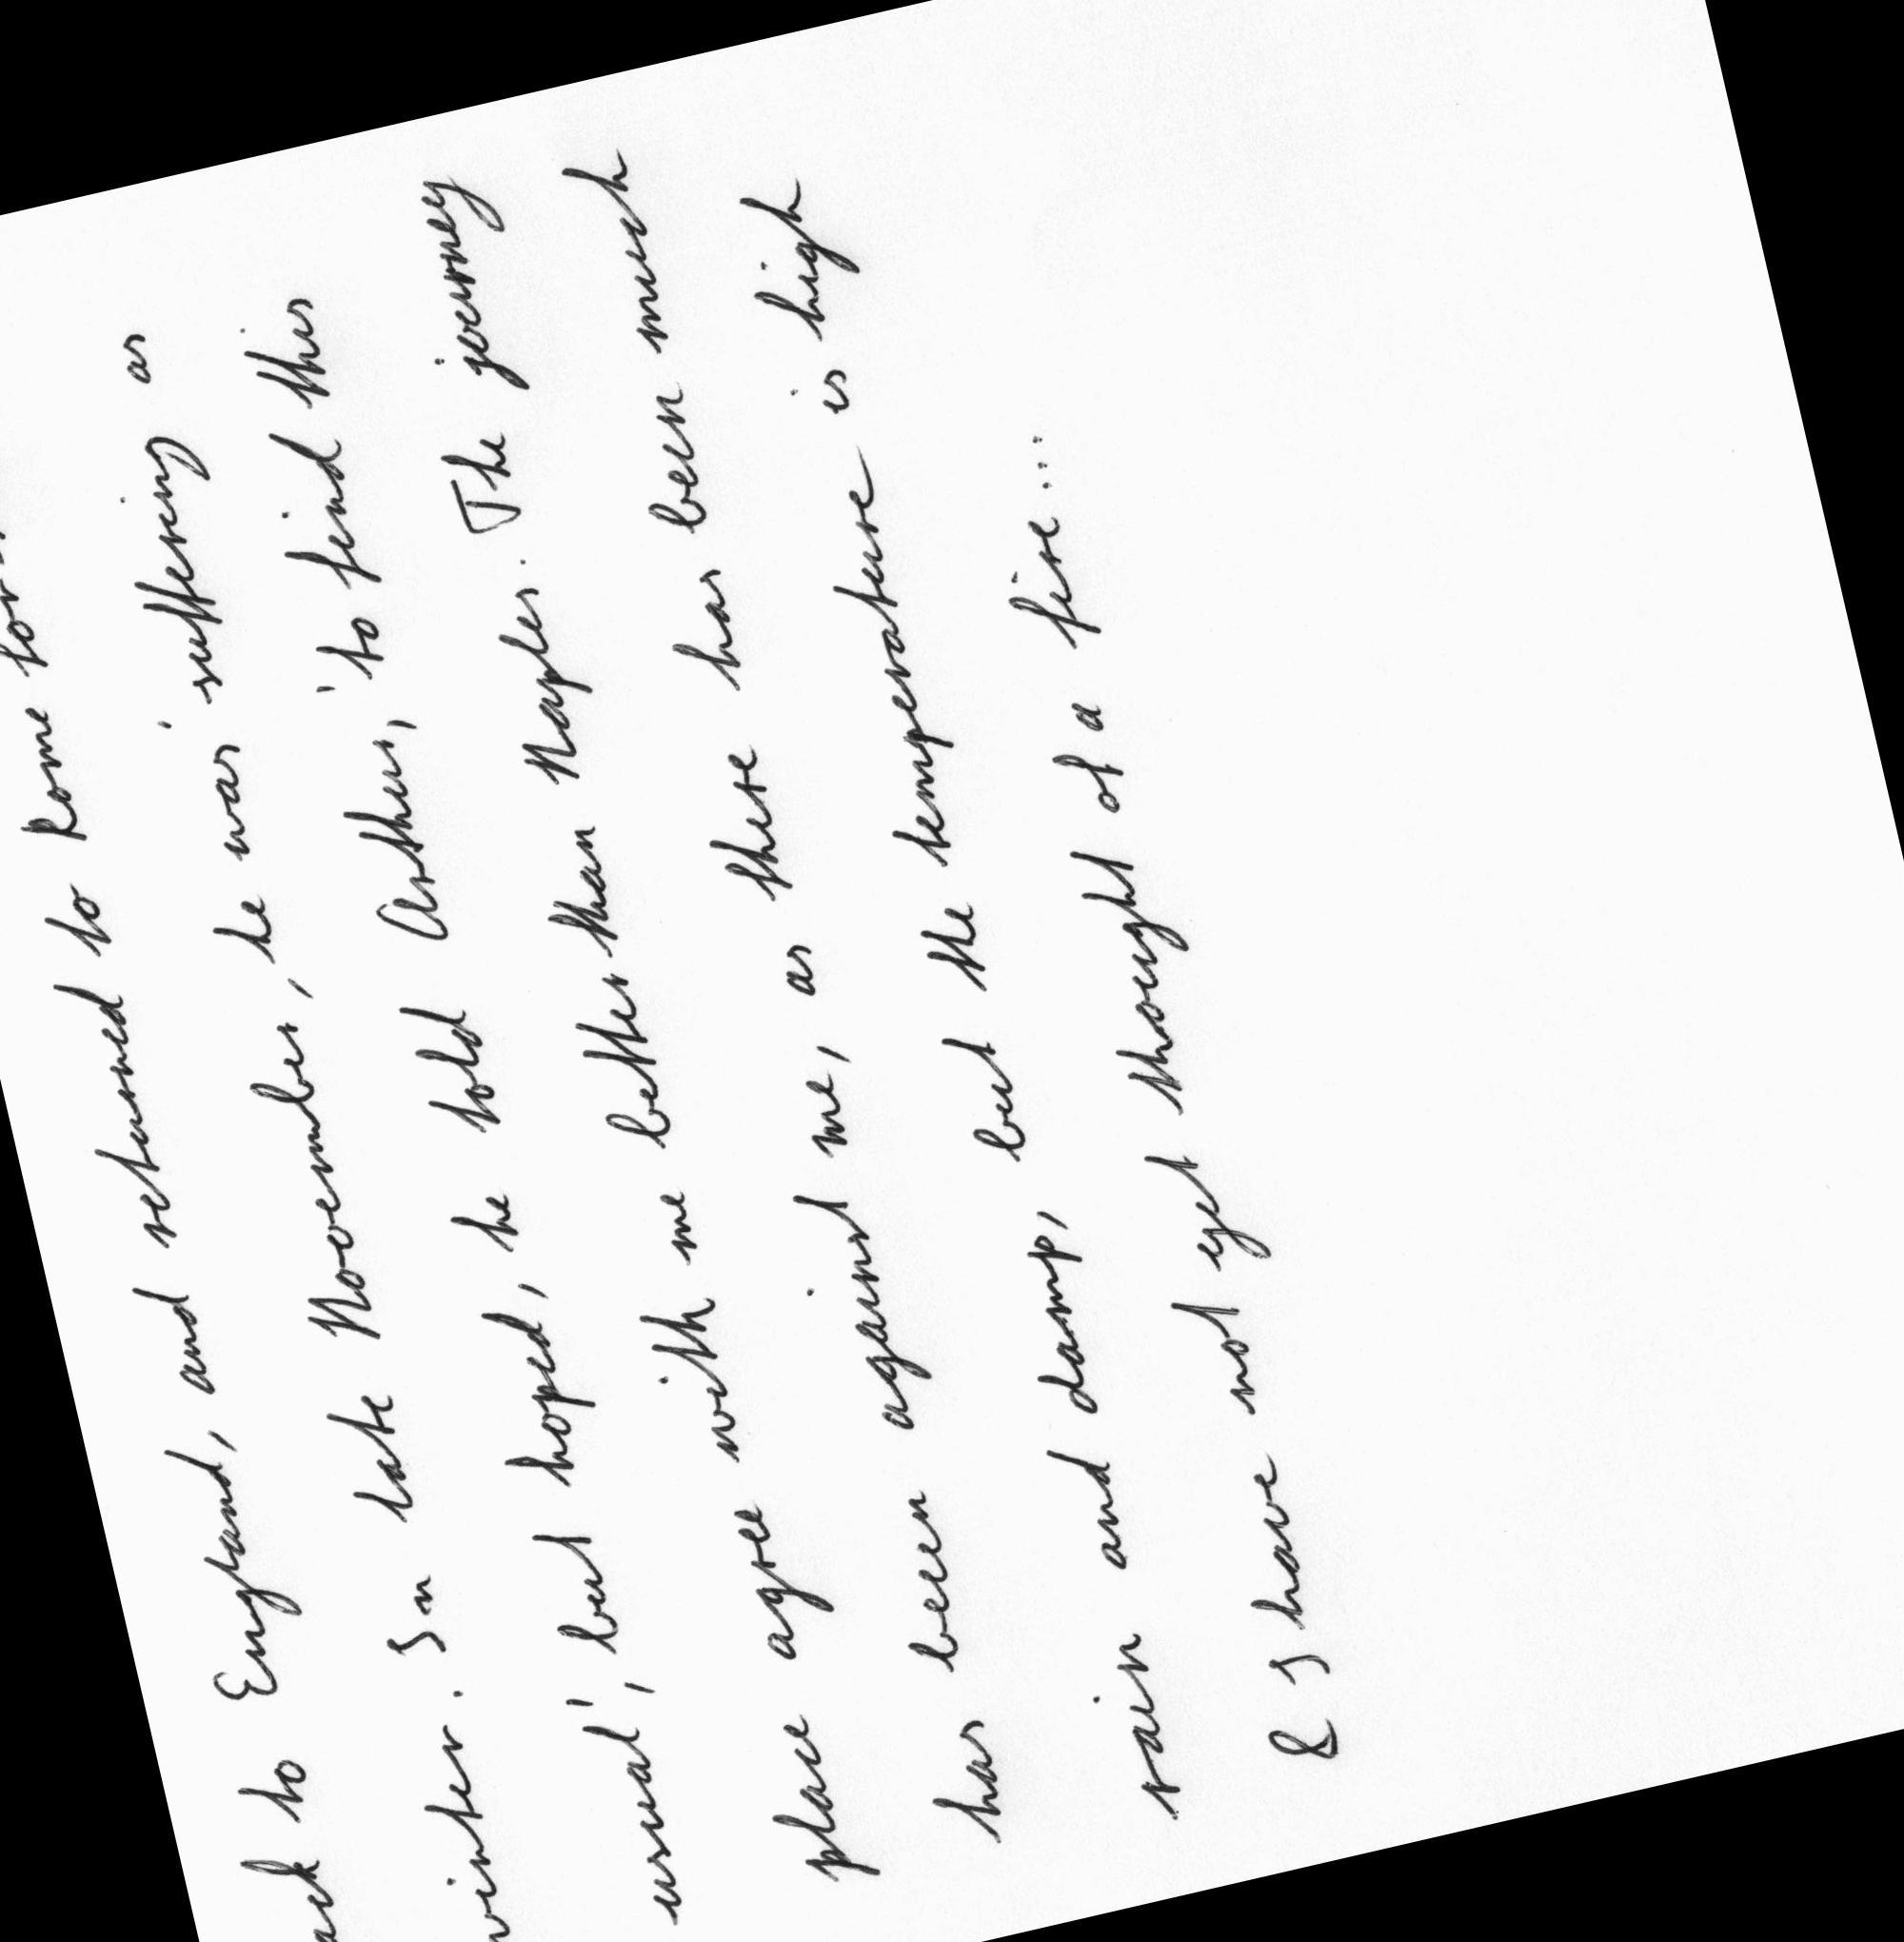 to England, and returned to Rome for
winter. In late November, he was 'suffering as
usual', but hoped, he told Arthur, 'to find this
place agree with me better than Naples. The journey
has been against me, as there has been much
rain and damp, but the temperature is high
& I have not yet thought of a fire...